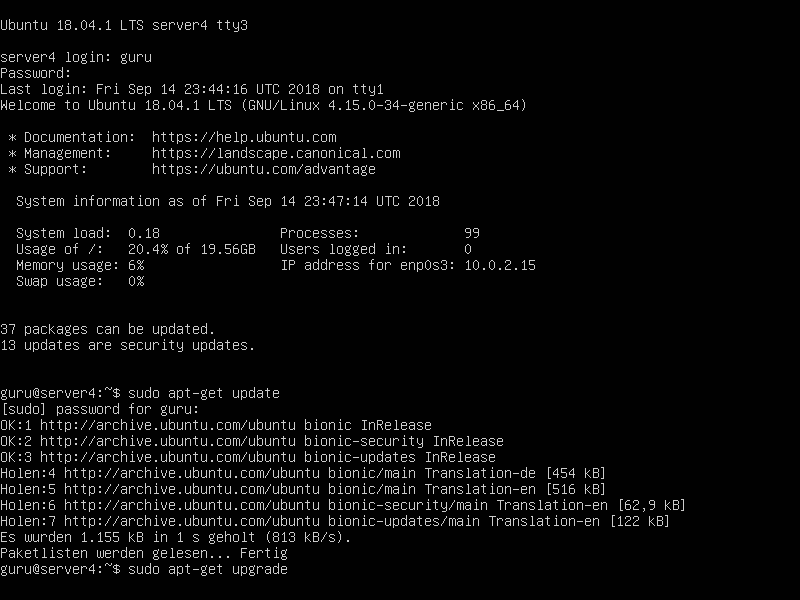 Ubuntu 18.04.1 LTS server4 tty3
server4 login: guru
Password:
Last login: Fri Sep 14 23:44:16 UTC 2018 on tty1
Welcome to Ubuntu 18.04.1 LTS (GNU/Linux 4.15.0-34-generic x86_64)
* Documentation:  https://help.ubuntu.com
* Management:     https://landscape.canonical.com
* Support:        https://ubuntu.com/advantage
System information as of Fri Sep 14 23:47:14 UTC 2018
System load:  0.18               Processes:             99
Usage of /:   20.4% of 19.56GB   Users logged in:       0
Memory usage: 6%                 IP address for enp0s3: 10.0.2.15
Swap usage:   0%
37 packages can be updated.
13 updates are security updates.
guru@server4:~$ sudo apt-get update
[sudo] password for guru:
OK:1 http://archive.ubuntu.com/ubuntu bionic InRelease
OK:2 http://archive.ubuntu.com/ubuntu bionic-security InRelease
OK:3 http://archive.ubuntu.com/ubuntu bionic-updates InRelease
Holen:4 http://archive.ubuntu.com/ubuntu bionic/main Translation-de [454 kB]
Holen:5 http://archive.ubuntu.com/ubuntu bionic/main Translation-en [516 kB]
Holen:6 http://archive.ubuntu.com/ubuntu bionic-security/main Translation-en [62,9 kB]
Holen:7 http://archive.ubuntu.com/ubuntu bionic-updates/main Translation-en [122 kB]
Es wurden 1.155 kB in 1 s geholt (813 kB/s).
Paketlisten werden gelesen... Fertig
guru@server4:~$ sudo apt-get upgrade